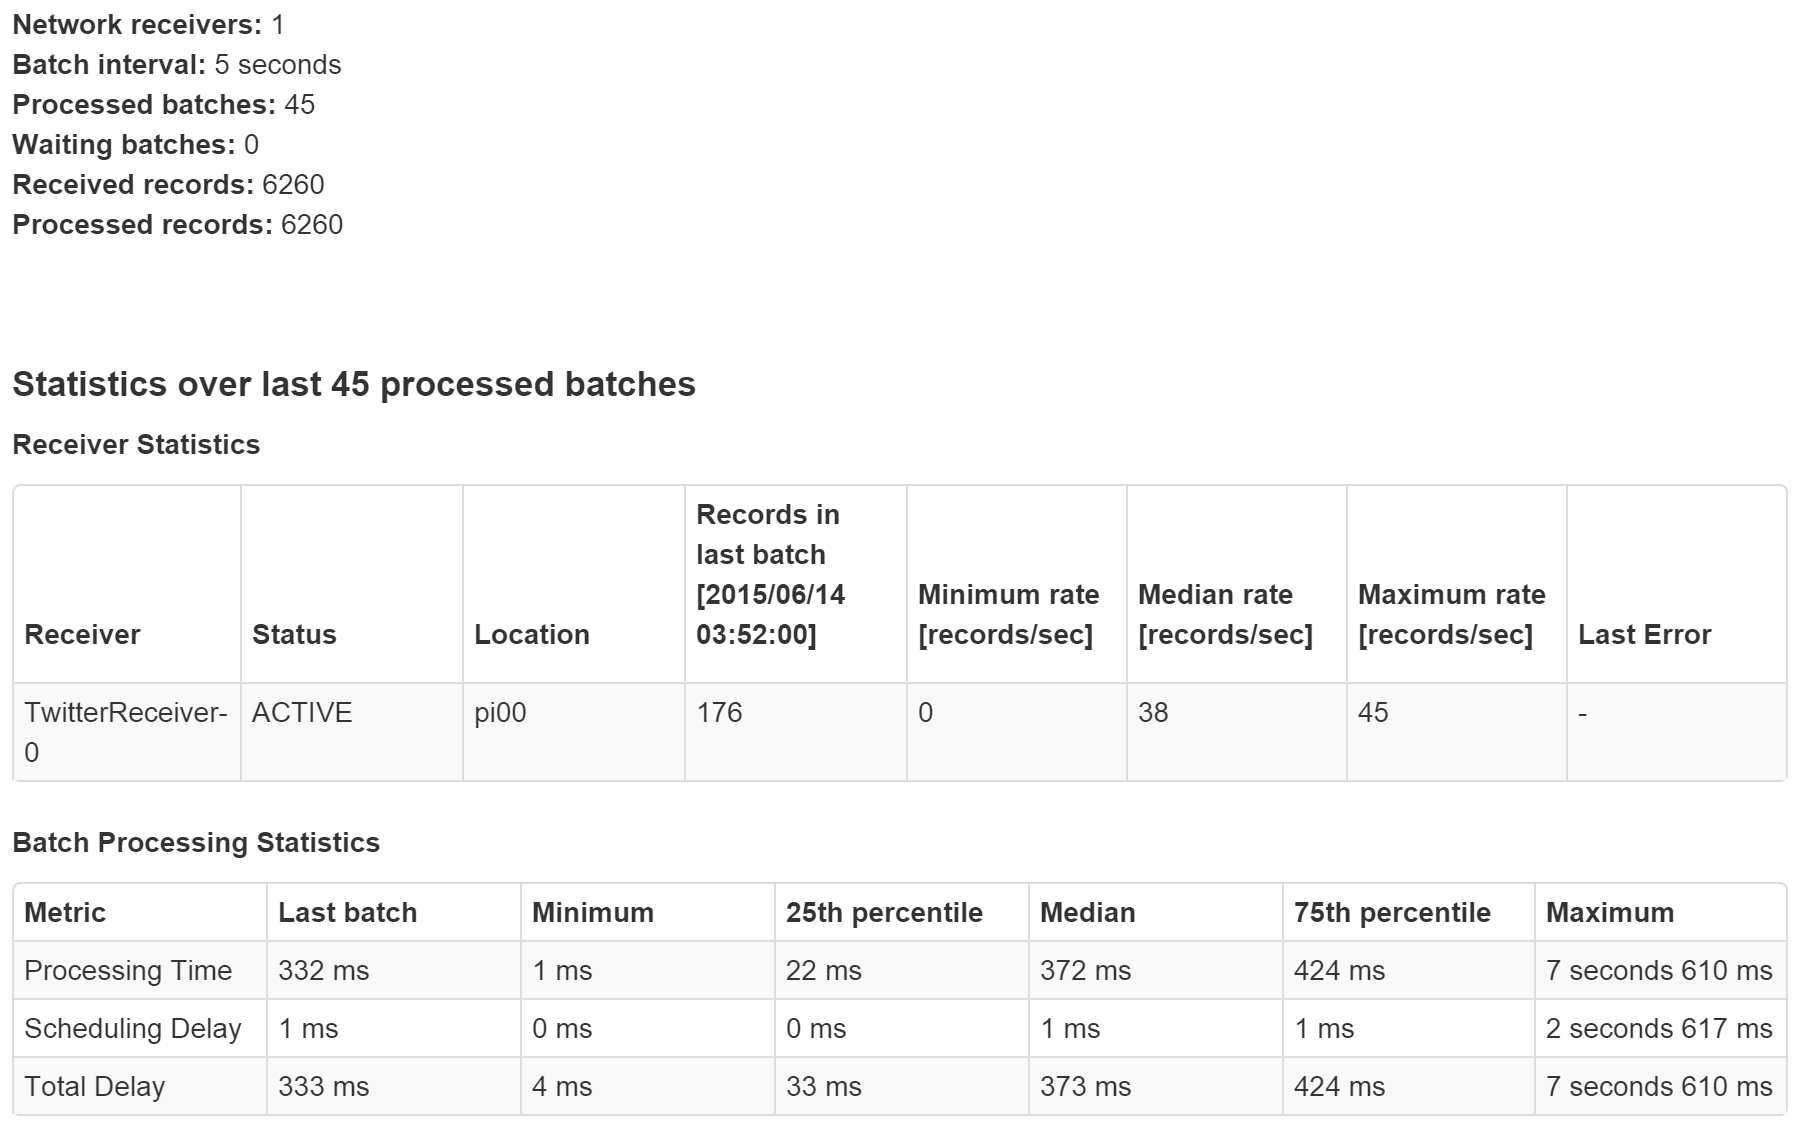 Network receivers: 1
Batch interval: 5 seconds
Processed batches: 45
Waiting batches: 0
Received records: 6260
Processed records: 6260
Statistics over last 45 processed batches
Receiver Statistics
Receiver Status Location Records in last batch [2015/06/14 03:52:00] Minimum rate [records/sec] Median rate [records/sec] Maximum rate [records/sec] Last Error
TwitterReceiver-0 ACTIVE pi00 176 0 38 45 -
Batch Processing Statistics
Metric Last batch Minimum 25th percentile Median 75th percentile Maximum
Processing Time 332 ms 1 ms 22 ms 372 ms 424 ms 7 seconds 610 ms
Scheduling Delay 1 ms 0 ms 0 ms 1 ms 1 ms 2 seconds 617 ms
Total Delay 333 ms 4 ms 33 ms 373 ms 424 ms 7 seconds 610 ms